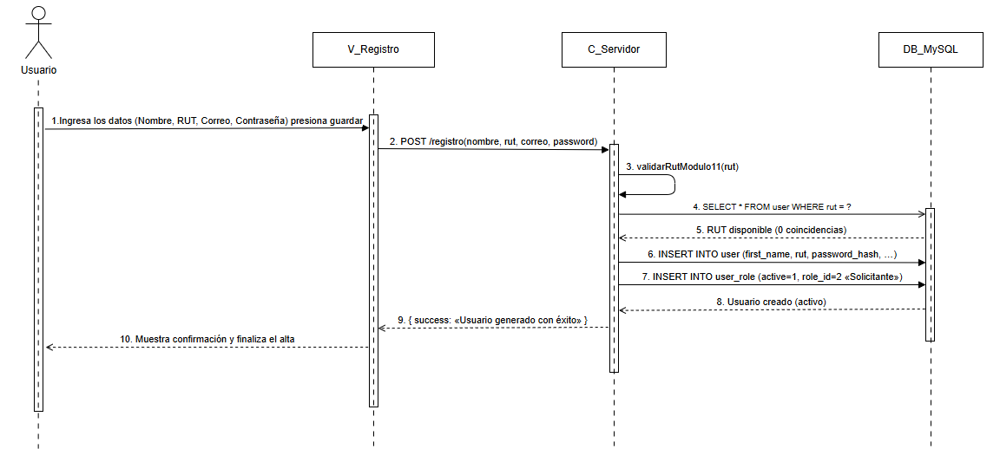 Usuario
V_Registro
C_Servidor
DB_MySQL
1.Ingresa los datos (Nombre, RUT, Correo, Contraseña) presiona guardar
2. POST /registro(nombre, rut, correo, password)
3. validarRutModulo11(rut)
4. SELECT * FROM user WHERE rut = ?
5. RUT disponible (0 coincidencias)
6. INSERT INTO user (first_name, rut, password_hash, …)
7. INSERT INTO user_role (active=1, role_id=2 «Solicitante»)
8. Usuario creado (activo)
9. { success: «Usuario generado con éxito» }
10. Muestra confirmación y finaliza el alta